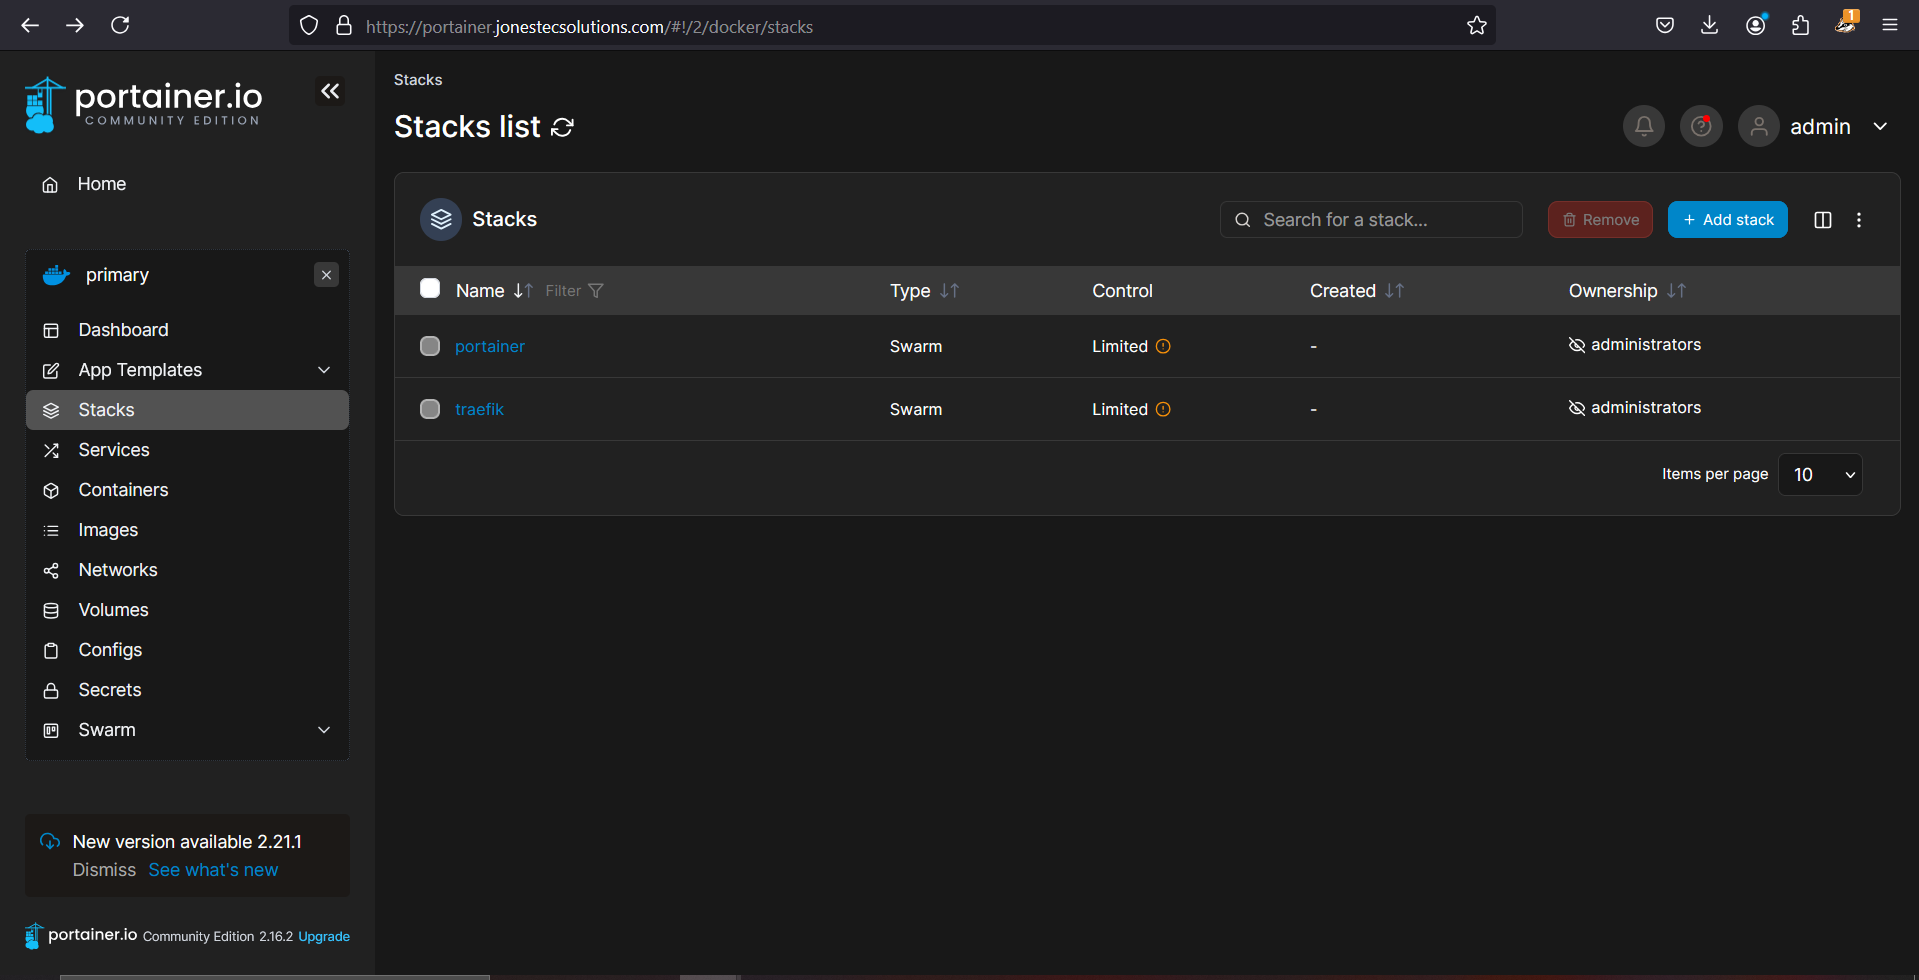 https://portainer.jonestecsolutions.com/#!/2/docker/stacks
1
portainer.io
COMMUNITY EDITION
Home
primary
Dashboard
App Templates
Stacks
Services
Containers
Images
Networks
Volumes
Configs
Secrets
Swarm
New version available 2.21.1
Dismiss See what's new
portainer.io Community Edition 2.16.2 Upgrade
Stacks
Stacks list
admin
Stacks
Search for a stack...
Remove
+ Add stack
Name Filter Type Control Created Ownership
portainer Swarm Limited - administrators
traefik Swarm Limited - administrators
Items per page 10